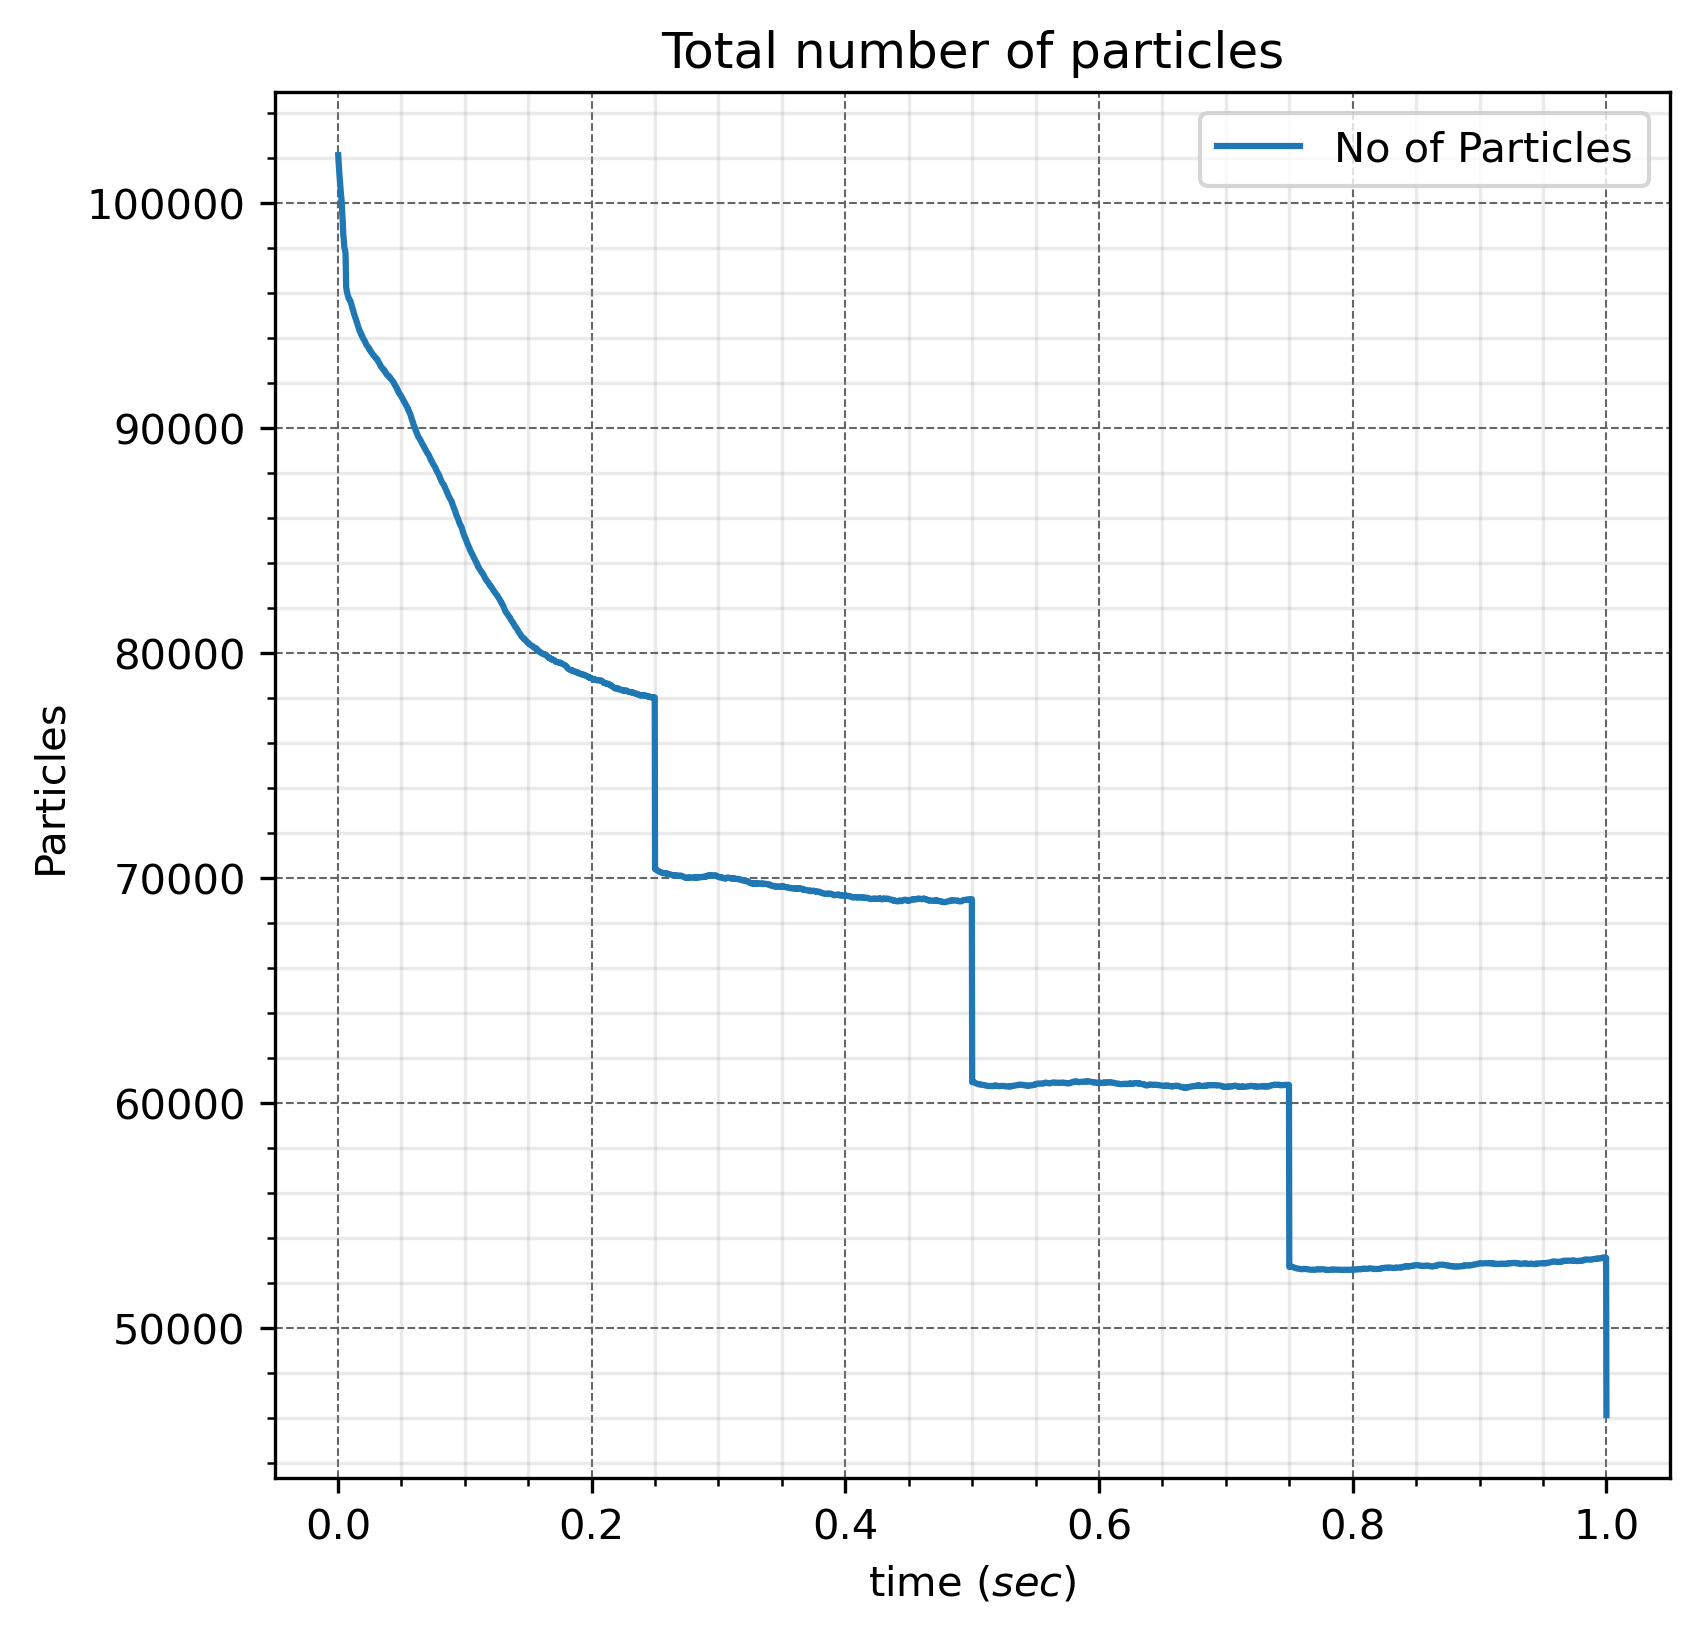 Total number of particles
No of Particles
100000
90000
80000
70000
60000
50000
Particles
0.0 0.2 0.4 0.6 0.8 1.0
time (sec)